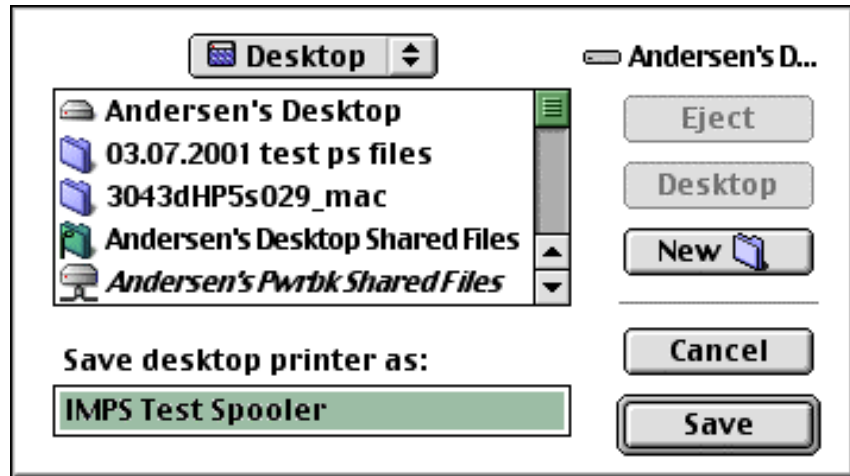 Desktop
Andersen's D...
Andersen's Desktop
03.07.2001 test ps files
3043dHP5s029_mac
Andersen's Desktop Shared Files
Andersen's Pwrbk Shared Files
Eject
Desktop
New
Save desktop printer as:
IMPS Test Spooler
Cancel
Save